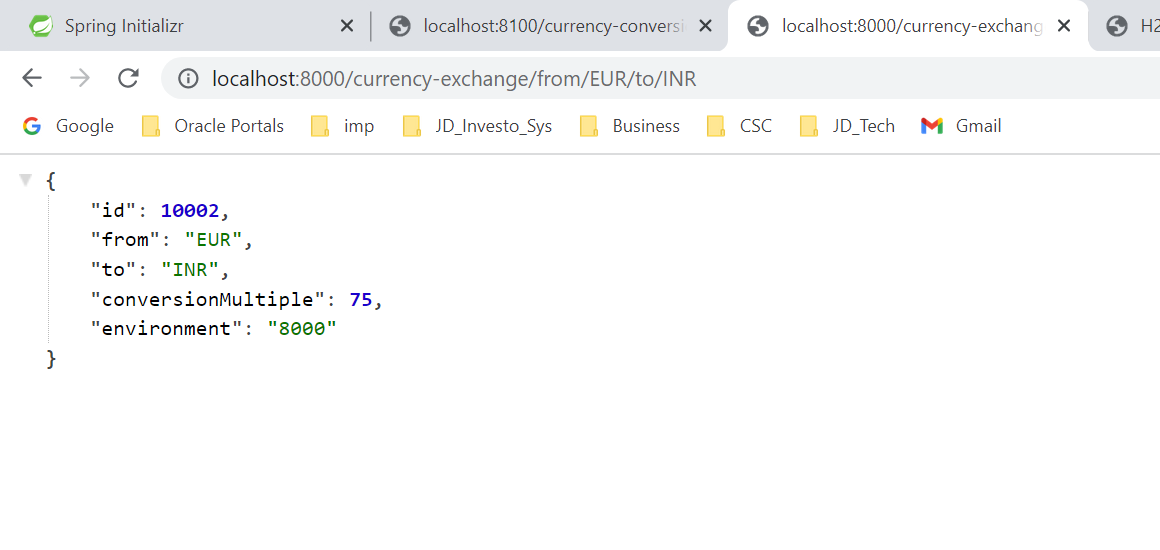 Spring Initializr
localhost:8100/currency-conversi
localhost:8000/currency-exchang
H2
localhost:8000/currency-exchange/from/EUR/to/INR
Google
Oracle Portals
imp
JD_Investo_Sys
Business
CSC
JD_Tech
Gmail
{
"id": 10002,
"from": "EUR",
"to": "INR",
"conversionMultiple": 75,
"environment": "8000"
}